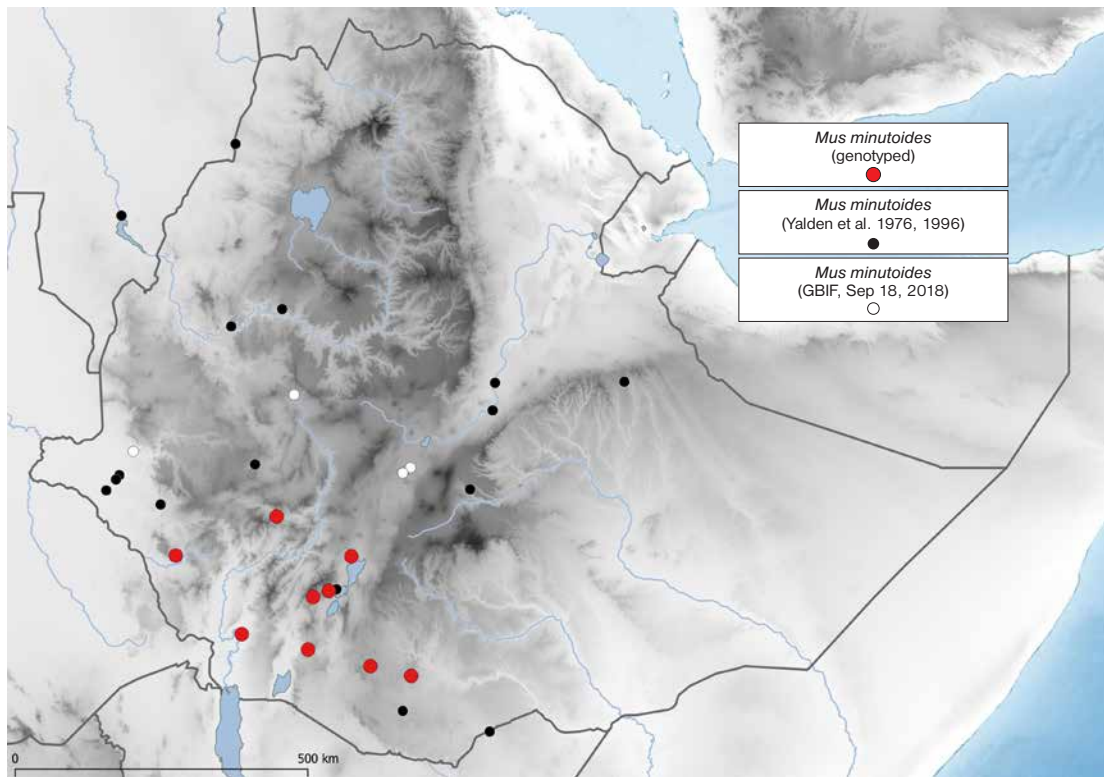 Mus minutoides
(genotyped)
Mus minutoides
(Yalden et al. 1976, 1996)
Mus minutoides
(GBIF, Sep 18, 2018)
0 500 km